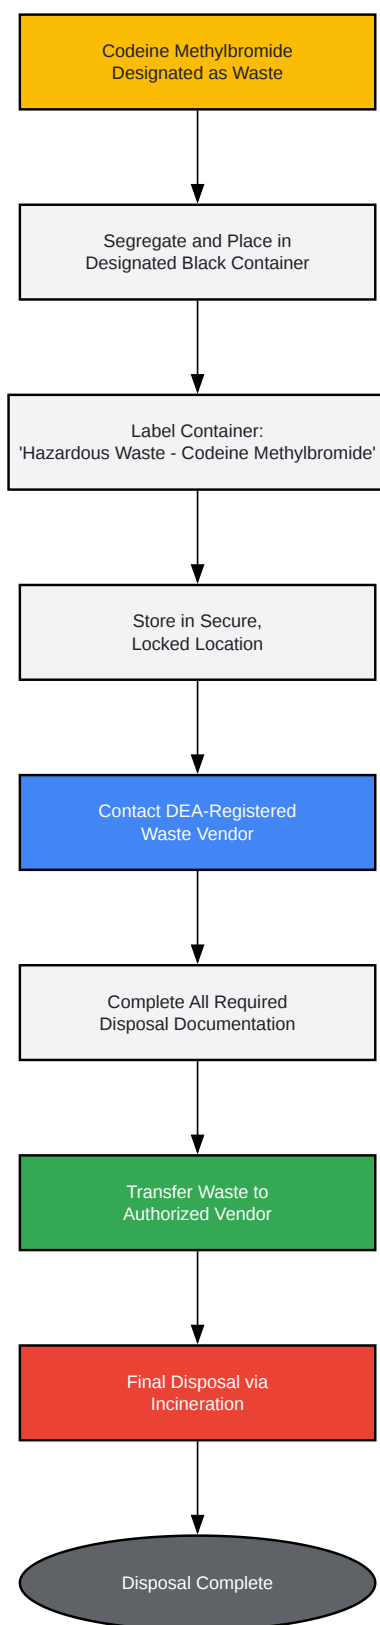 Codeine Methylbromide
Designated as Waste
Segregate and Place in
Designated Black Container
Label Container:
'Hazardous Waste - Codeine Methylbromide'
Store in Secure,
Locked Location
Contact DEA-Registered
Waste Vendor
Complete All Required
Disposal Documentation
Transfer Waste to
Authorized Vendor
Final Disposal via
Incineration
Disposal Complete